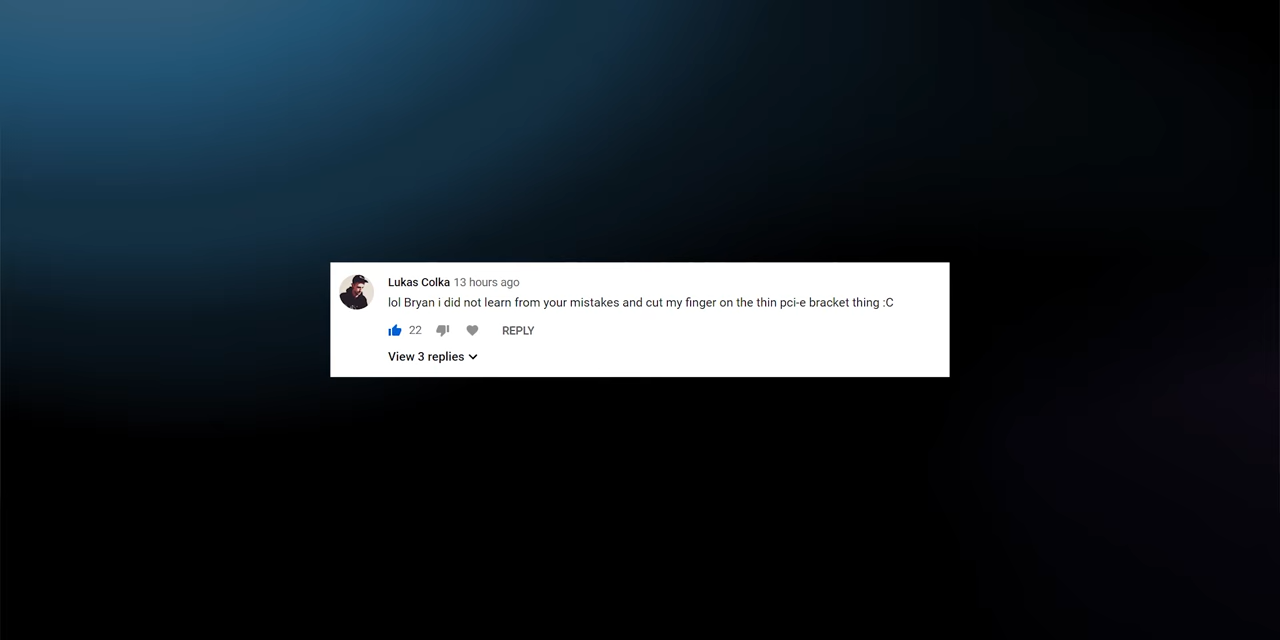 Lukas Colka 13 hours ago
lol Bryan i did not learn from your mistakes and cut my finger on the thin pci-e bracket thing :C
22 REPLY
View 3 replies